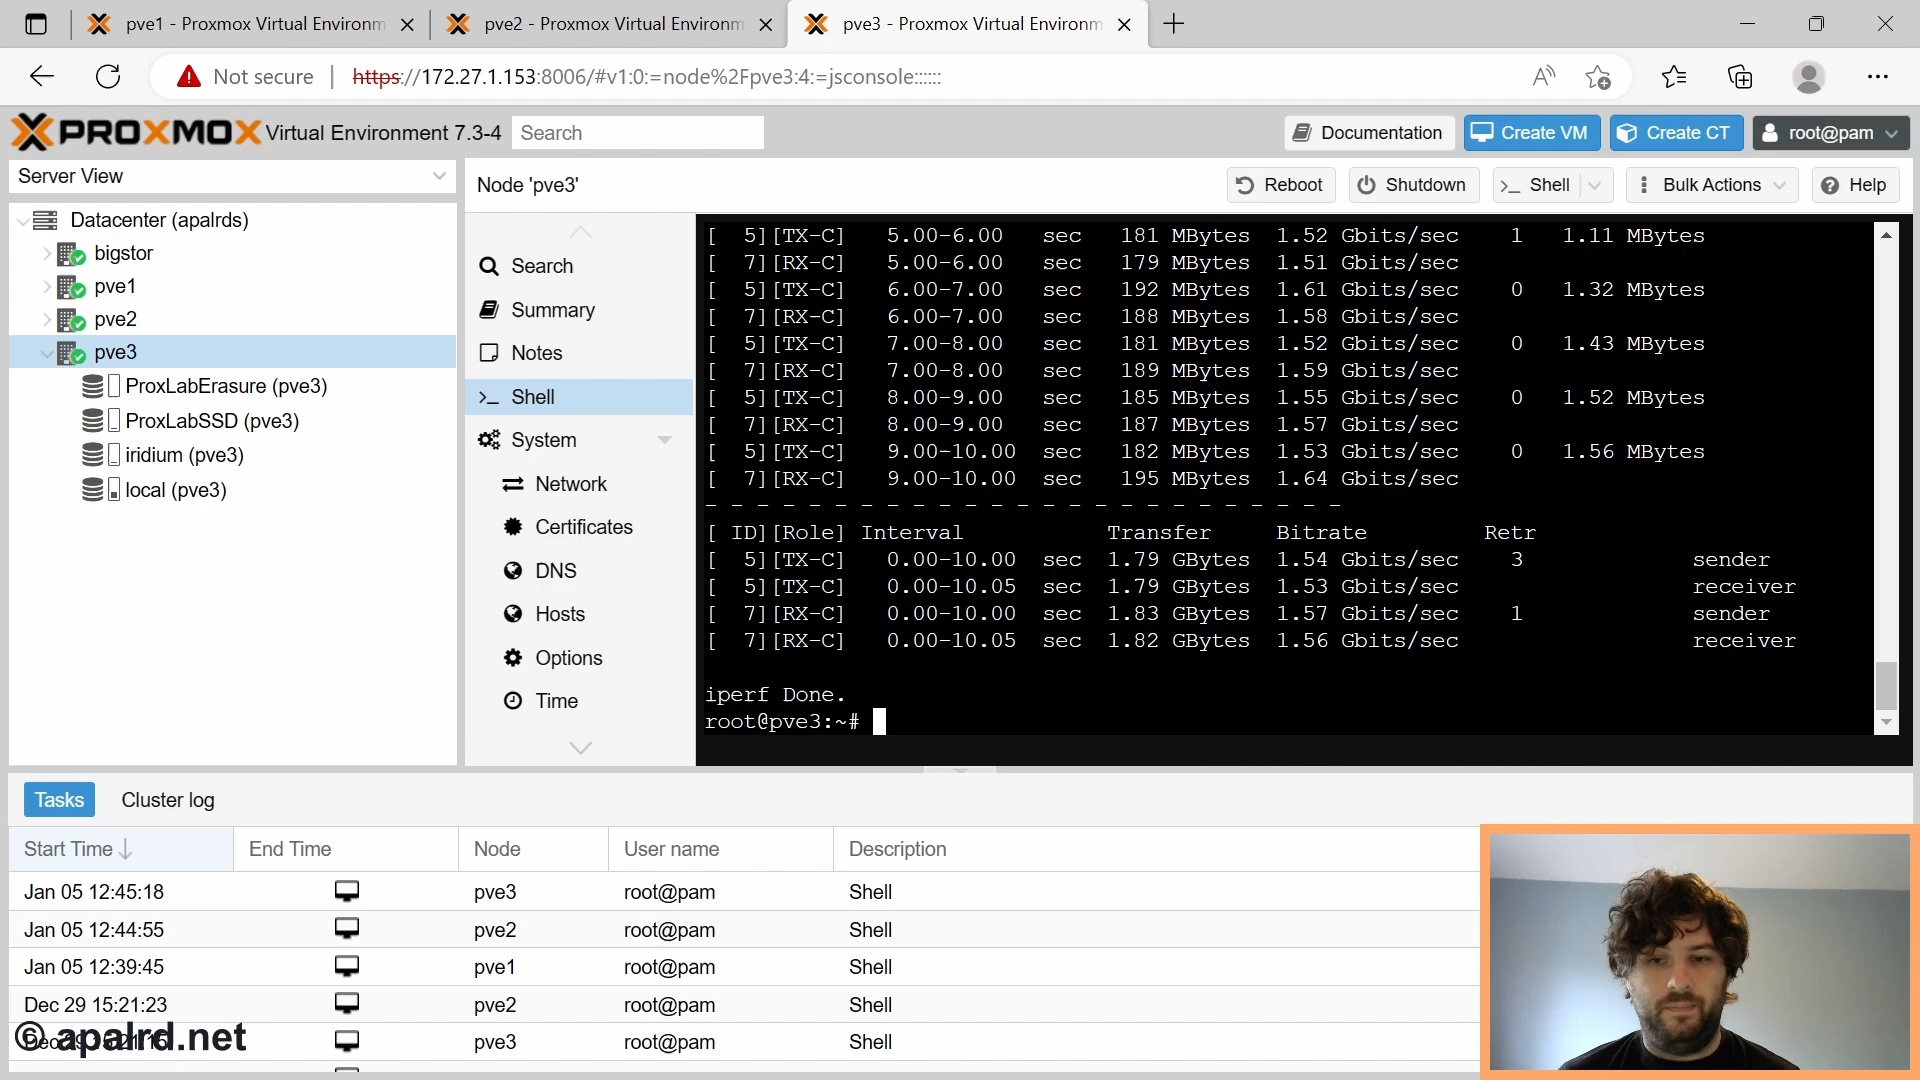 pve1 - Proxmox Virtual Environm
pve2 - Proxmox Virtual Environm
pve3 - Proxmox Virtual Environm
Not secure
https://172.27.1.153:8006/#v1:0:=node%2Fpve3:4:=jsconsole::::::
PROXMOX Virtual Environment 7.3-4
Search
Documentation
Create VM
Create CT
root@pam
Server View
Node 'pve3'
Reboot
Shutdown
Shell
Bulk Actions
Help
Datacenter (apalrds)
bigstor
pve1
pve2
pve3
ProxLabErasure (pve3)
ProxLabSSD (pve3)
iridium (pve3)
local (pve3)
Search
Summary
Notes
Shell
System
Network
Certificates
DNS
Hosts
Options
Time
[  5][TX-C]   5.00-6.00   sec   181 MBytes  1.52 Gbits/sec    1   1.11 MBytes
[  7][RX-C]   5.00-6.00   sec   179 MBytes  1.51 Gbits/sec
[  5][TX-C]   6.00-7.00   sec   192 MBytes  1.61 Gbits/sec    0   1.32 MBytes
[  7][RX-C]   6.00-7.00   sec   188 MBytes  1.58 Gbits/sec
[  5][TX-C]   7.00-8.00   sec   181 MBytes  1.52 Gbits/sec    0   1.43 MBytes
[  7][RX-C]   7.00-8.00   sec   189 MBytes  1.59 Gbits/sec
[  5][TX-C]   8.00-9.00   sec   185 MBytes  1.55 Gbits/sec    0   1.52 MBytes
[  7][RX-C]   8.00-9.00   sec   187 MBytes  1.57 Gbits/sec
[  5][TX-C]   9.00-10.00  sec   182 MBytes  1.53 Gbits/sec    0   1.56 MBytes
[  7][RX-C]   9.00-10.00  sec   195 MBytes  1.64 Gbits/sec
- - - - - - - - - - - - - - - - - - - - - - - - -
[ ID][Role] Interval           Transfer     Bitrate         Retr
[  5][TX-C]   0.00-10.00  sec  1.79 GBytes  1.54 Gbits/sec    3             sender
[  5][TX-C]   0.00-10.05  sec  1.79 GBytes  1.53 Gbits/sec                  receiver
[  7][RX-C]   0.00-10.00  sec  1.83 GBytes  1.57 Gbits/sec    1             sender
[  7][RX-C]   0.00-10.05  sec  1.82 GBytes  1.56 Gbits/sec                  receiver
iperf Done.
root@pve3:~#
Tasks
Cluster log
Start Time End Time Node User name Description
Jan 05 12:45:18 pve3 root@pam Shell
Jan 05 12:44:55 pve2 root@pam Shell
Jan 05 12:39:45 pve1 root@pam Shell
Dec 29 15:21:23 pve2 root@pam Shell
pve3 root@pam Shell
© apalrd.net